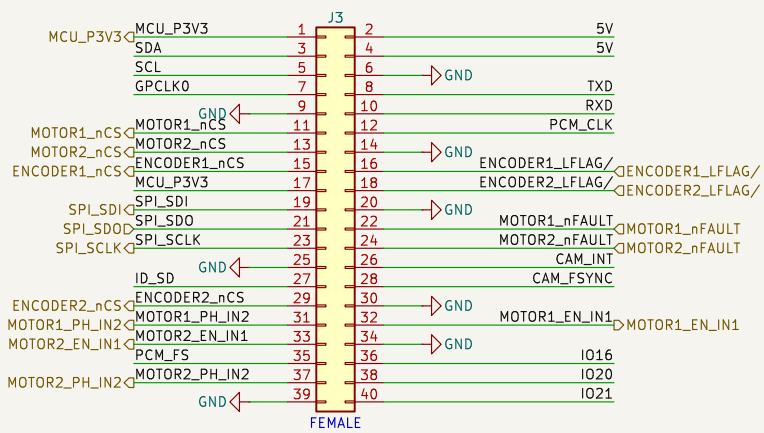 J3
MCU_P3V3 MCU_P3V3 1 2 5V
SDA 3 4 5V
SCL 5 6 GND
GPCLK0 7 8 TXD
GND 9 10 RXD
MOTOR1_nCS MOTOR1_nCS 11 12 PCM_CLK
MOTOR2_nCS MOTOR2_nCS 13 14 GND
ENCODER1_nCS ENCODER1_nCS 15 16 ENCODER1_LFLAG/ ENCODER1_LFLAG/
MCU_P3V3 17 18 ENCODER2_LFLAG/ ENCODER2_LFLAG/
SPI_SDI SPI_SDI 19 20 GND
SPI_SDO SPI_SDO 21 22 MOTOR1_nFAULT MOTOR1_nFAULT
SPI_SCLK SPI_SCLK 23 24 MOTOR2_nFAULT MOTOR2_nFAULT
GND 25 26 CAM_INT
ID_SD 27 28 CAM_FSYNC
ENCODER2_nCS ENCODER2_nCS 29 30 GND
MOTOR1_PH_IN2 MOTOR1_PH_IN2 31 32 MOTOR1_EN_IN1 MOTOR1_EN_IN1
MOTOR2_EN_IN1 MOTOR2_EN_IN1 33 34 GND
PCM_FS 35 36 IO16
MOTOR2_PH_IN2 MOTOR2_PH_IN2 37 38 IO20
GND 39 40 IO21
FEMALE